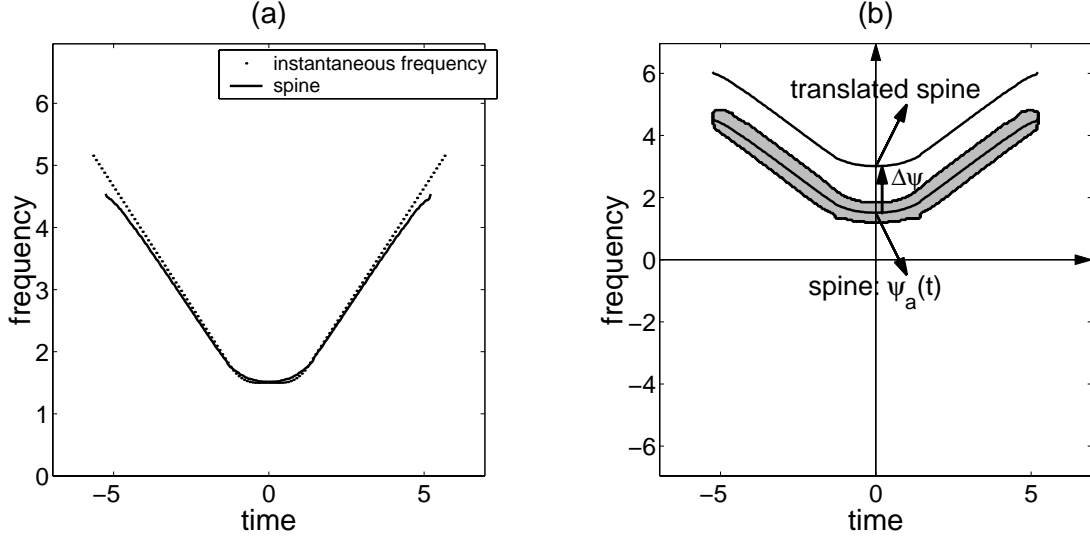 (a)
instantaneous frequency
spine
frequency
6
5
4
3
2
1
0
−5
0
5
time
(b)
translated spine
Δψ
spine: ψ_a(t)
frequency
6
4
2
0
−2
−4
−6
−5
0
5
time